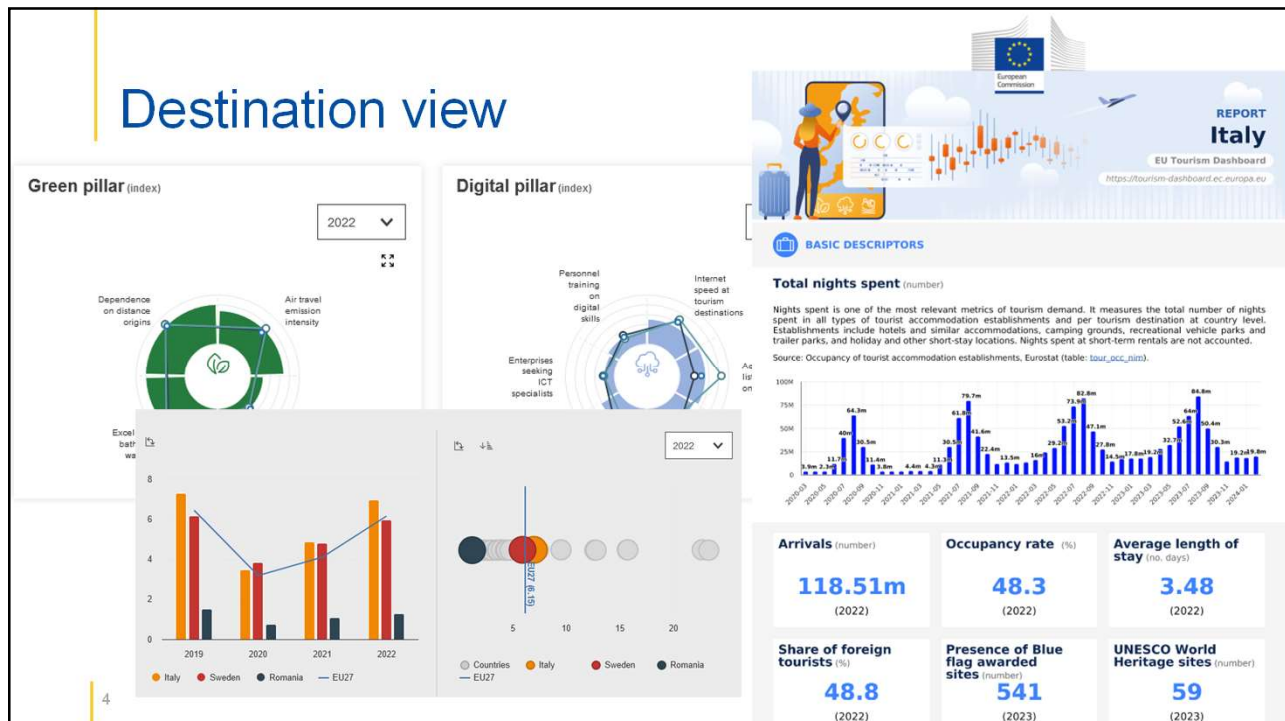 Destination view
Green pillar (index)
2022
Dependence
on distance
origins
Air travel
emission
intensity
Excel
bath
wa
Digital pillar (index)
Personnel
training
on
digital
skills
Internet
speed at
tourism
destinations
Enterprises
seeking
ICT
specialists
8
6
4
2
0
2019 2020 2021 2022
Italy Sweden Romania EU27
2022
EU27 (6.15)
5 10 15 20
Countries Italy Sweden Romania
EU27
4
European
Commission
REPORT
Italy
EU Tourism Dashboard
https://tourism-dashboard.ec.europa.eu
BASIC DESCRIPTORS
Total nights spent (number)
Nights spent is one of the most relevant metrics of tourism demand. It measures the total number of nights
spent in all types of tourist accommodation establishments and per tourism destination at country level.
Establishments include hotels and similar accommodations, camping grounds, recreational vehicle parks and
trailer parks, and holiday and other short-stay locations. Nights spent at short-term rentals are not accounted.
Source: Occupancy of tourist accommodation establishments, Eurostat (table: tour_occ_nim).
100M
75M
50M
25M
0
3.9m 2.3m 11.7m 40m 64.3m 30.5m 11.4m 3.8m 4.4m 4.3m 11.3m 30.5m 61.8m 79.7m 41.6m 22.4m 13.5m 16m 29.2m 53.2m 73.9m 82.8m 47.1m 27.8m 14.5m 17.8m 19.2m 32.7m 52.6m 64m 84.8m 50.4m 30.3m 19.2m 19.8m
2020-03 2020-05 2020-07 2020-09 2020-11 2021-01 2021-03 2021-05 2021-07 2021-09 2021-11 2022-01 2022-03 2022-05 2022-07 2022-09 2022-11 2023-01 2023-03 2023-05 2023-07 2023-09 2023-11 2024-01
Arrivals (number)
118.51m
(2022)
Occupancy rate (%)
48.3
(2022)
Average length of
stay (no. days)
3.48
(2022)
Share of foreign
tourists (%)
48.8
(2022)
Presence of Blue
flag awarded
sites (number)
541
(2023)
UNESCO World
Heritage sites (number)
59
(2023)